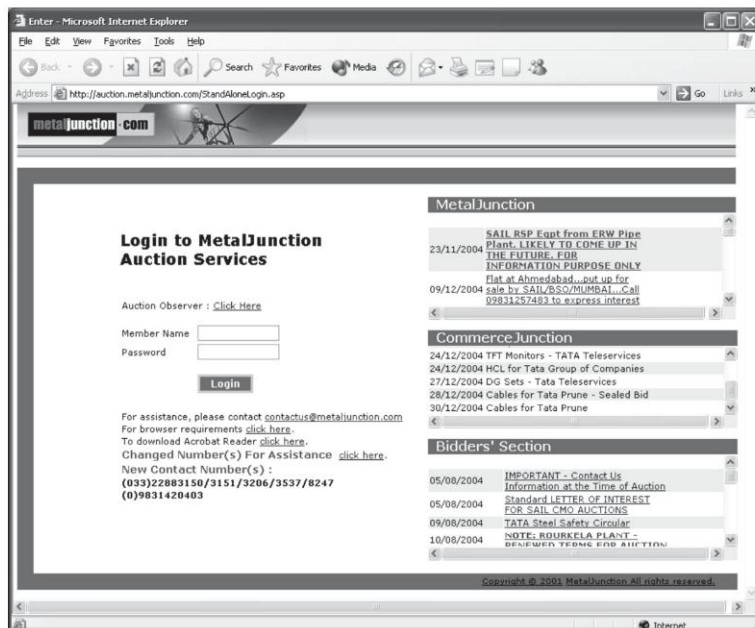 Enter - Microsoft Internet Explorer
File Edit View Favorites Tools Help
Back Search Favorites Media
Address http://auction.metaljunction.com/StandAloneLogin.asp Go Links »
metaljunction.com
Login to MetalJunction
Auction Services
Auction Observer : Click Here
Member Name
Password
Login
For assistance, please contact contactus@metaljunction.com
For browser requirements click here.
To download Acrobat Reader click here.
Changed Number(s) For Assistance click here.
New Contact Number(s) :
(033)22883150/3151/3206/3537/8247
(0)9831420403
MetalJunction
23/11/2004 SAIL RSP Eqpt from ERW Pipe
Plant. LIKELY TO COME UP IN
THE FUTURE. FOR
INFORMATION PURPOSE ONLY
09/12/2004 Flat at Ahmedabad...put up for
sale by SAIL/BSO/MUMBAI...Call
09831257483 to express interest
CommerceJunction
24/12/2004 TFT Monitors - TATA Teleservices
24/12/2004 HCL for Tata Group of Companies
27/12/2004 DG Sets - Tata Teleservices
28/12/2004 Cables for Tata Prune - Sealed Bid
30/12/2004 Cables for Tata Prune
Bidders' Section
05/08/2004 IMPORTANT - Contact Us
Information at the Time of Auction
05/08/2004 Standard LETTER OF INTEREST
FOR SAIL CMO AUCTIONS
09/08/2004 TATA Steel Safety Circular
10/08/2004 NOTE: ROURKELA PLANT -
RENEWED TERMS FOR AUCTION
Copyright @ 2001 MetalJunction All rights reserved.
Internet